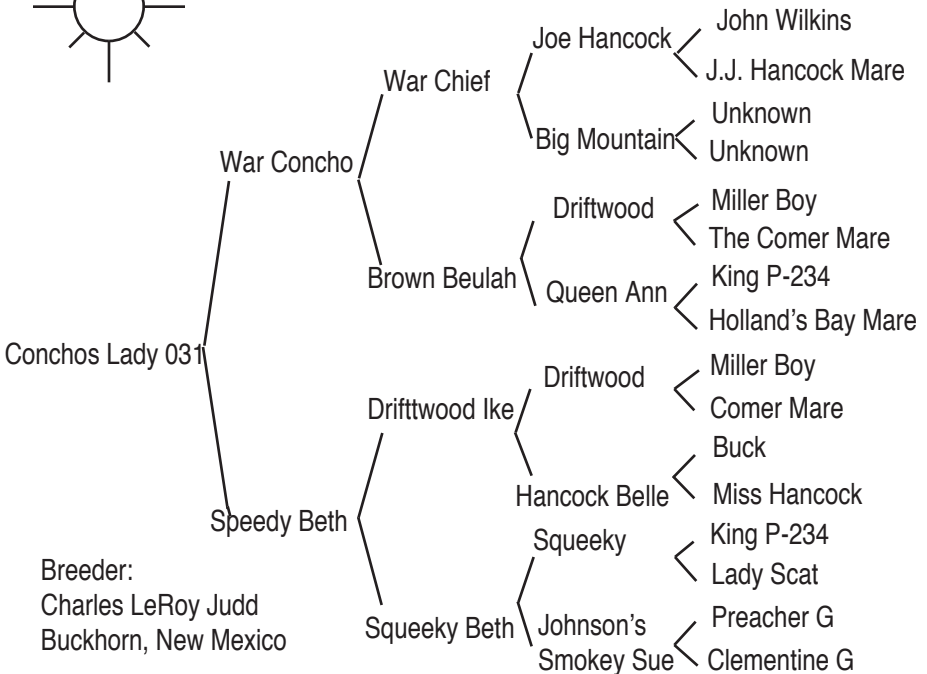 John Wilkins
Joe Hancock
J.J. Hancock Mare
War Chief
Unknown
Big Mountain
Unknown
War Concho
Miller Boy
Driftwood
The Comer Mare
Brown Beulah
King P-234
Queen Ann
Holland's Bay Mare
Conchos Lady 031
Miller Boy
Driftwood
Drifttwood Ike
Comer Mare
Buck
Hancock Belle
Miss Hancock
Speedy Beth
King P-234
Squeeky
Lady Scat
Squeeky Beth
Preacher G
Johnson's
Smokey Sue
Clementine G
Breeder:
Charles LeRoy Judd
Buckhorn, New Mexico